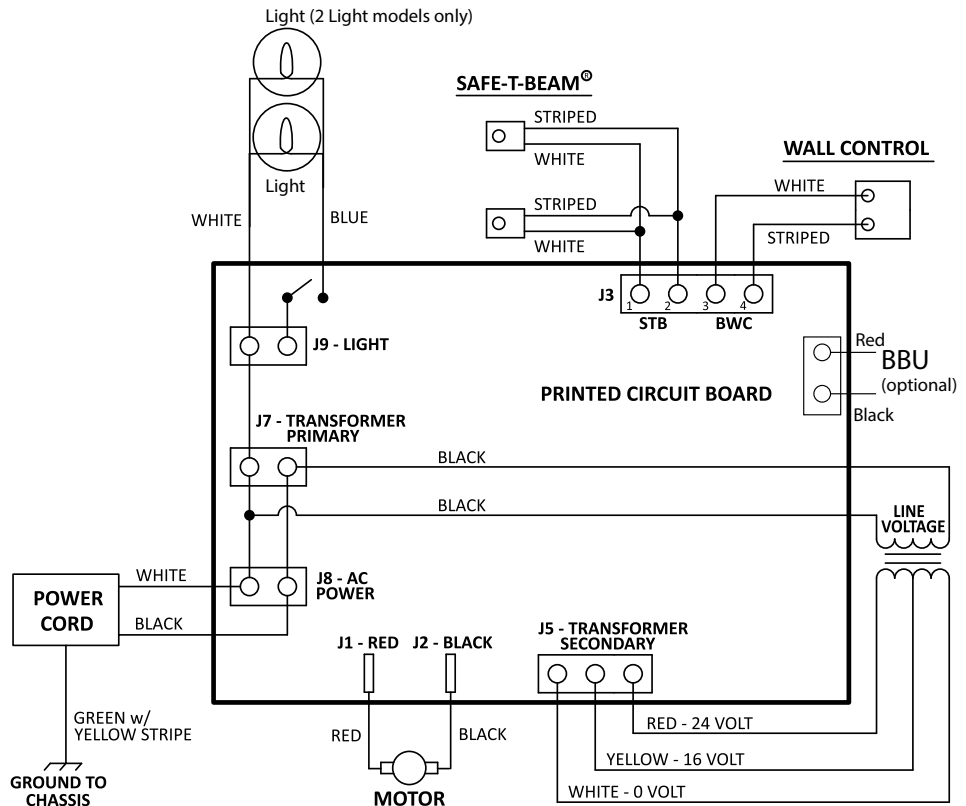 Light (2 Light models only)
SAFE-T-BEAM®
STRIPED
WHITE
WALL CONTROL
Light
WHITE
STRIPED
WHITE
BLUE
STRIPED
WHITE
J3
1 2 3 4
STB BWC
J9 - LIGHT
Red
BBU
(optional)
Black
PRINTED CIRCUIT BOARD
J7 - TRANSFORMER
PRIMARY
BLACK
BLACK
LINE
VOLTAGE
WHITE
J8 - AC
POWER
POWER
CORD
BLACK
J1 - RED J2 - BLACK
J5 - TRANSFORMER
SECONDARY
GREEN w/
YELLOW STRIPE
RED
BLACK
RED - 24 VOLT
YELLOW - 16 VOLT
WHITE - 0 VOLT
GROUND TO
CHASSIS
MOTOR